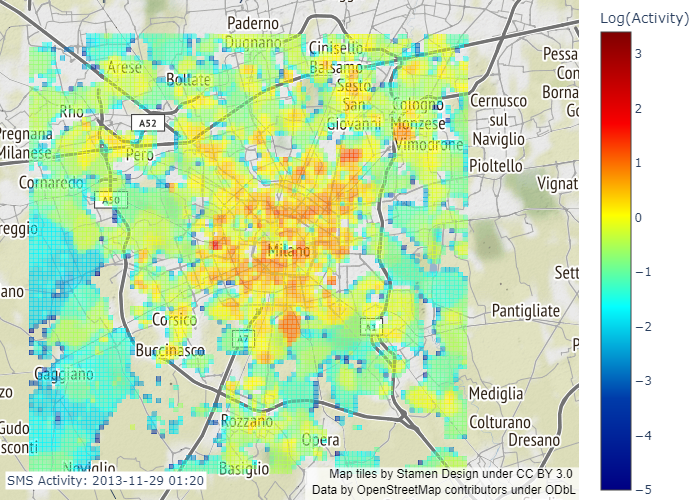 Log(Activity)
Paderno
Dugnano
Cinisello
Balsamo
Arese
Bollate
Sesto
San
Giovanni
Cologno
Monzese
Cernusco
sul
Naviglio
Pessa
Con
Borna
Go
Rho
A52
Pregnana
Milanese
Pero
Vimodrone
Pioltello
Cornaredo
A50
Vignat
reggio
Milano
Sett
ano
Pantigliate
Corsico
A7
A1
Buccinasco
P
Gaggiano
zo
Mediglia
Rozzano
Colturano
Gudo
sconti
Opera
Dresano
Noviglio
Basiglio
SMS Activity: 2013-11-29 01:20
Map tiles by Stamen Design under CC BY 3.0
Data by OpenStreetMap contributors under ODbL
3
2
1
0
−1
−2
−3
−4
−5